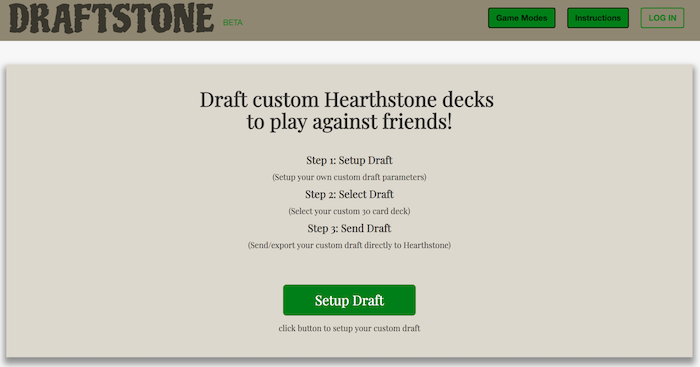 DRAFTSTONE BETA Game Modes Instructions LOG IN
Draft custom Hearthstone decks
to play against friends!
Step 1: Setup Draft
(Setup your own custom draft parameters)
Step 2: Select Draft
(Select your custom 30 card deck)
Step 3: Send Draft
(Send/export your custom draft directly to Hearthstone)
Setup Draft
click button to setup your custom draft